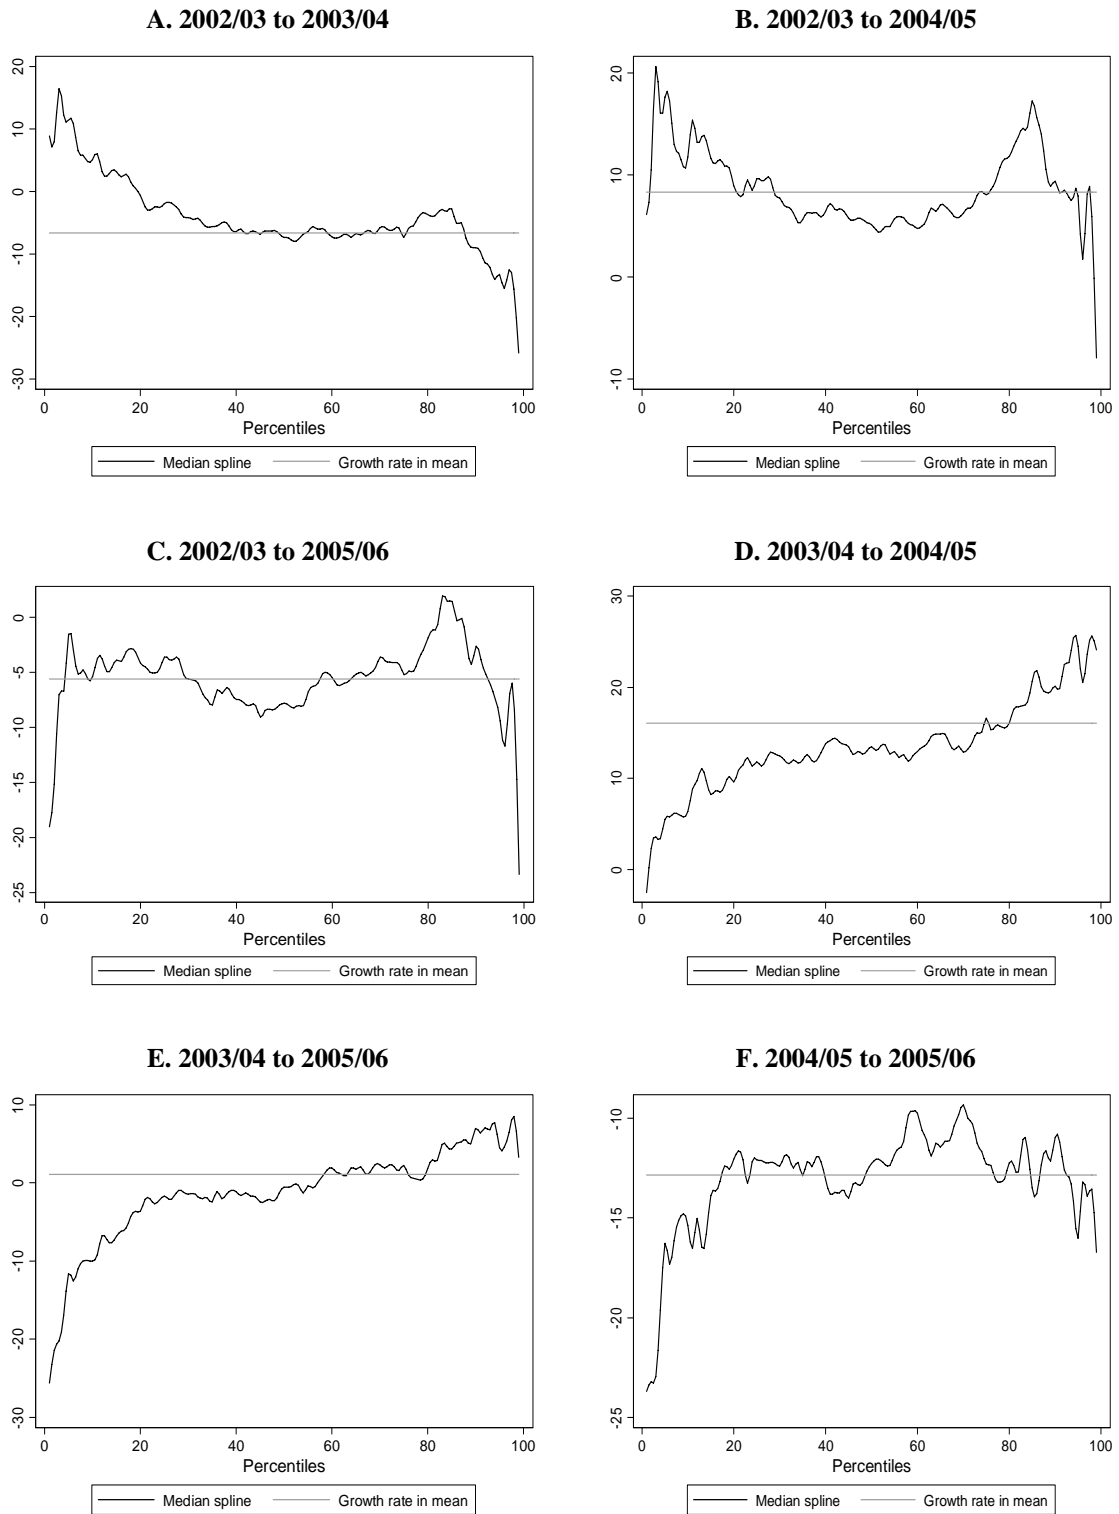 A. 2002/03 to 2003/04
20
10
0
-10
-20
-30
0 20 40 60 80 100
Percentiles
Median spline Growth rate in mean
B. 2002/03 to 2004/05
20
10
0
-10
0 20 40 60 80 100
Percentiles
Median spline Growth rate in mean
C. 2002/03 to 2005/06
0
-5
-10
-15
-20
-25
0 20 40 60 80 100
Percentiles
Median spline Growth rate in mean
D. 2003/04 to 2004/05
30
20
10
0
0 20 40 60 80 100
Percentiles
Median spline Growth rate in mean
E. 2003/04 to 2005/06
10
0
-10
-20
-30
0 20 40 60 80 100
Percentiles
Median spline Growth rate in mean
F. 2004/05 to 2005/06
-10
-15
-20
-25
0 20 40 60 80 100
Percentiles
Median spline Growth rate in mean